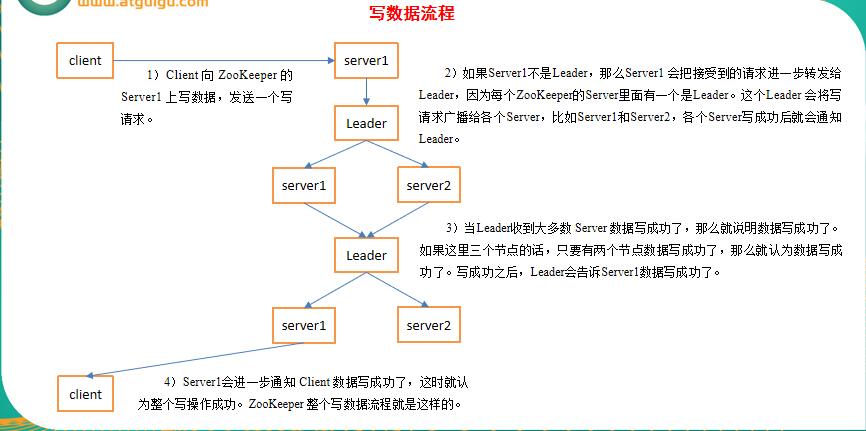 www.atguigu.com
写数据流程
client
server1
1）Client 向 ZooKeeper 的
Server1 上写数据，发送一个写
请求。
2）如果Server1不是Leader，那么Server1 会把接受到的请求进一步转发给
Leader，因为每个ZooKeeper的Server里面有一个是Leader。这个Leader 会将写
请求广播给各个Server，比如Server1和Server2，各个Server写成功后就会通知
Leader。
Leader
server1
server2
3）当Leader收到大多数 Server 数据写成功了，那么就说明数据写成功了。
如果这里三个节点的话，只要有两个节点数据写成功了，那么就认为数据写成
功了。写成功之后，Leader会告诉Server1数据写成功了。
Leader
server1
server2
4）Server1会进一步通知 Client 数据写成功了，这时就认
为整个写操作成功。ZooKeeper 整个写数据流程就是这样的。
client